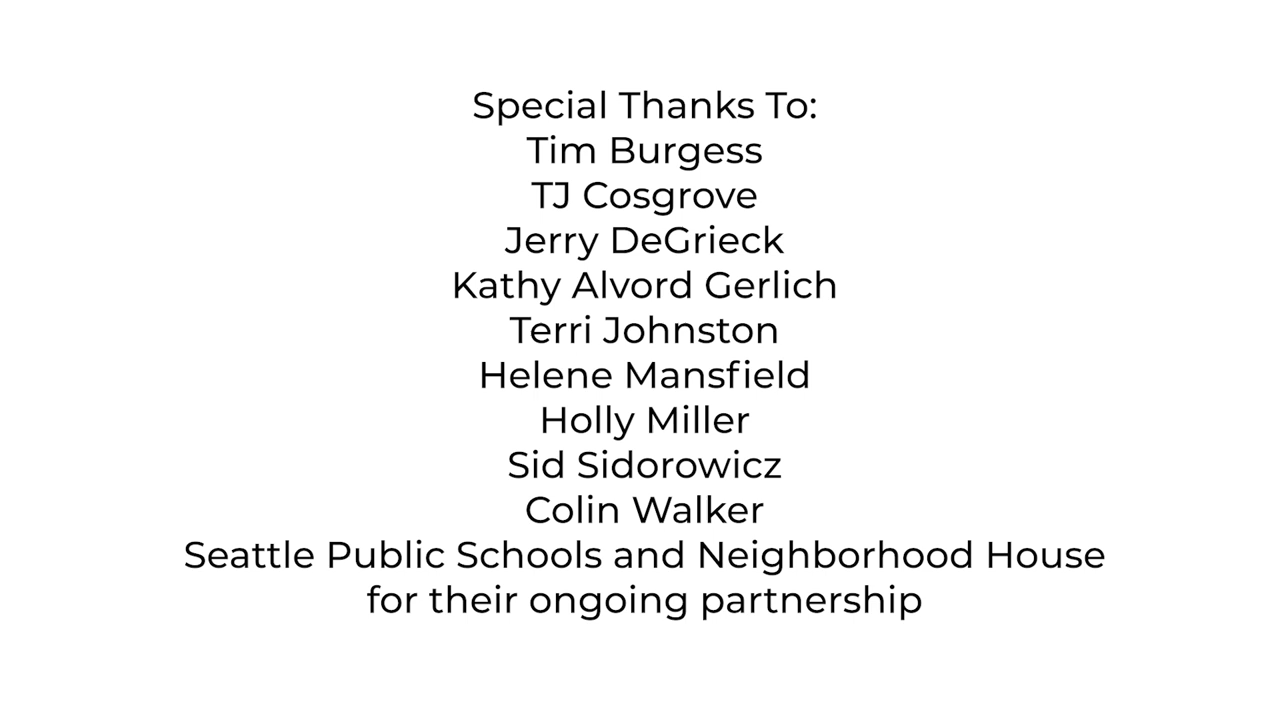 Special Thanks To:
Tim Burgess
TJ Cosgrove
Jerry DeGrieck
Kathy Alvord Gerlich
Terri Johnston
Helene Mansfield
Holly Miller
Sid Sidorowicz
Colin Walker
Seattle Public Schools and Neighborhood House
for their ongoing partnership